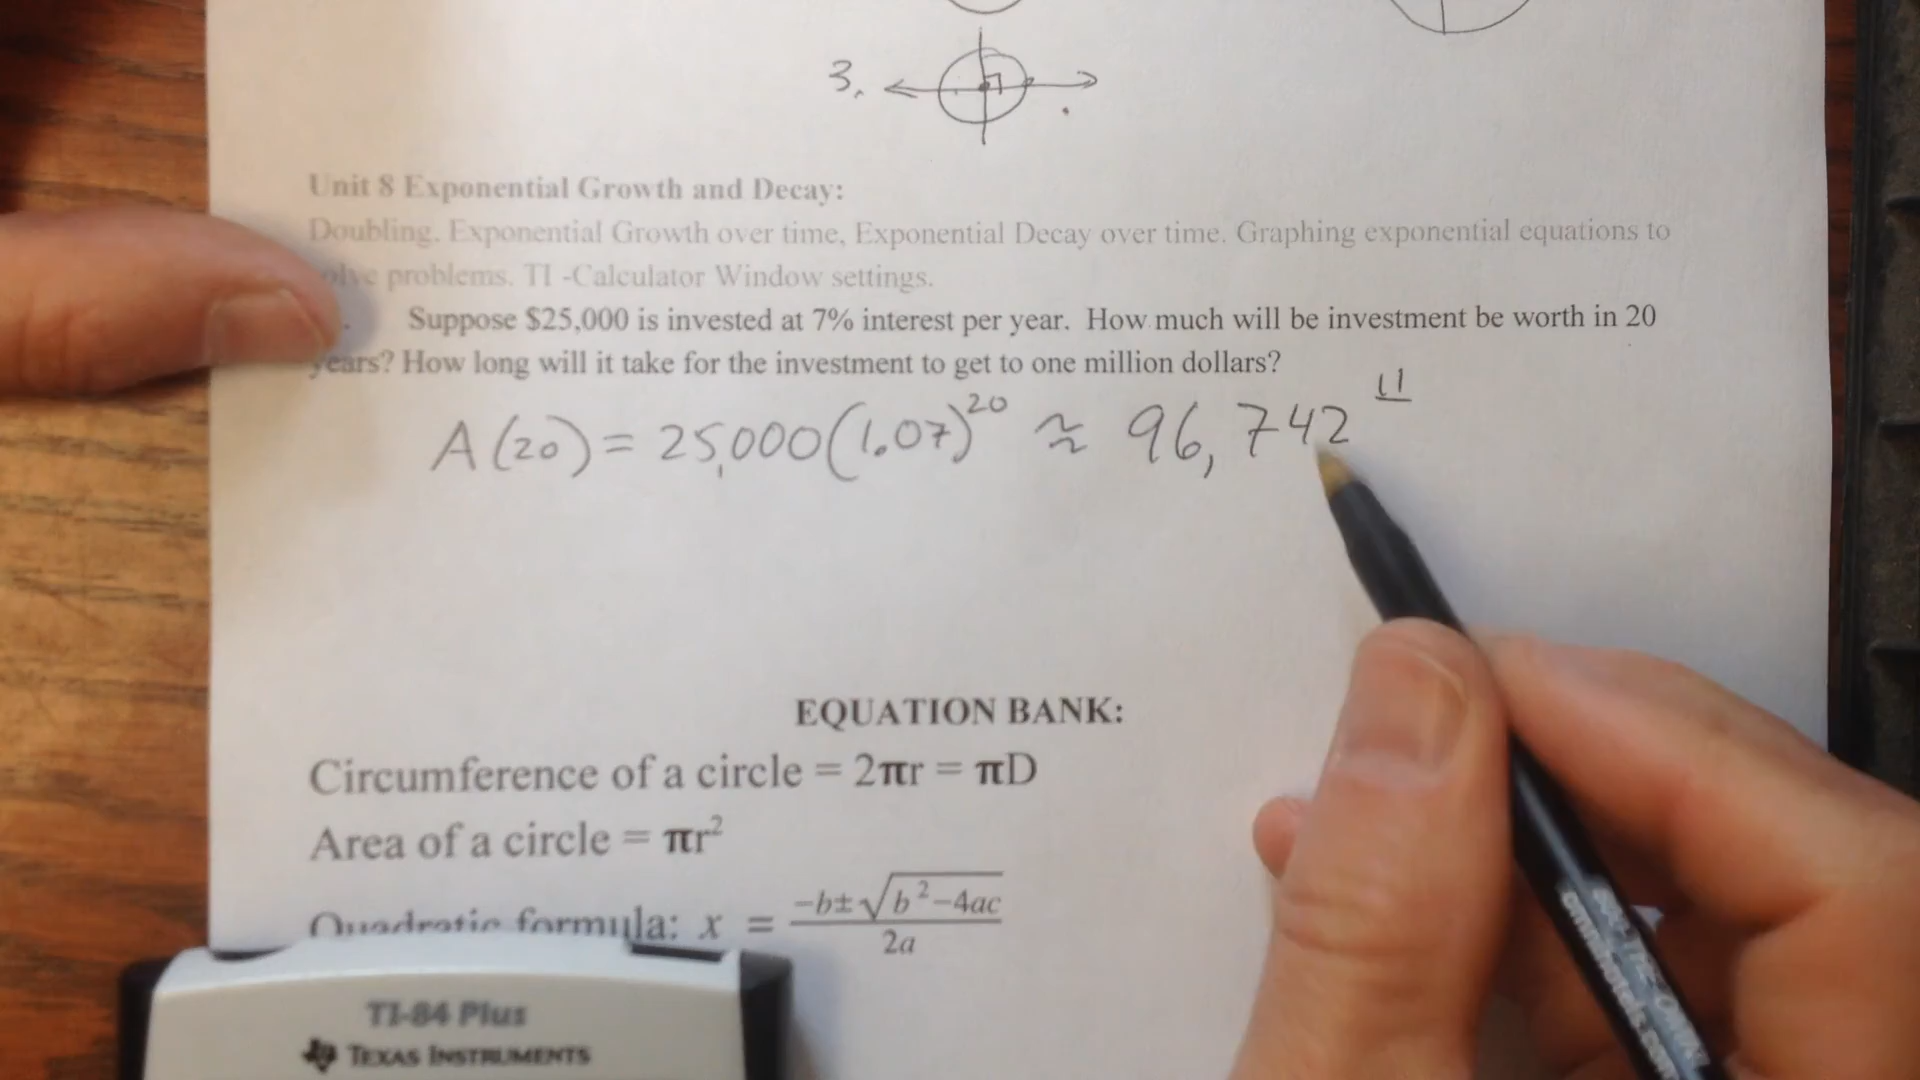 3.
Unit 8 Exponential Growth and Decay:
Doubling. Exponential Growth over time, Exponential Decay over time. Graphing exponential equations to
olve problems. TI -Calculator Window settings.
. Suppose $25,000 is invested at 7% interest per year. How much will be investment be worth in 20
years? How long will it take for the investment to get to one million dollars?
A(20) = 25,000(1.07)^20 ≈ 96,742 11
EQUATION BANK:
Circumference of a circle = 2πr = πD
Area of a circle = πr²
Quadratic formula: x = (-b±√(b²-4ac))/(2a)
TI-84 Plus
TEXAS INSTRUMENTS